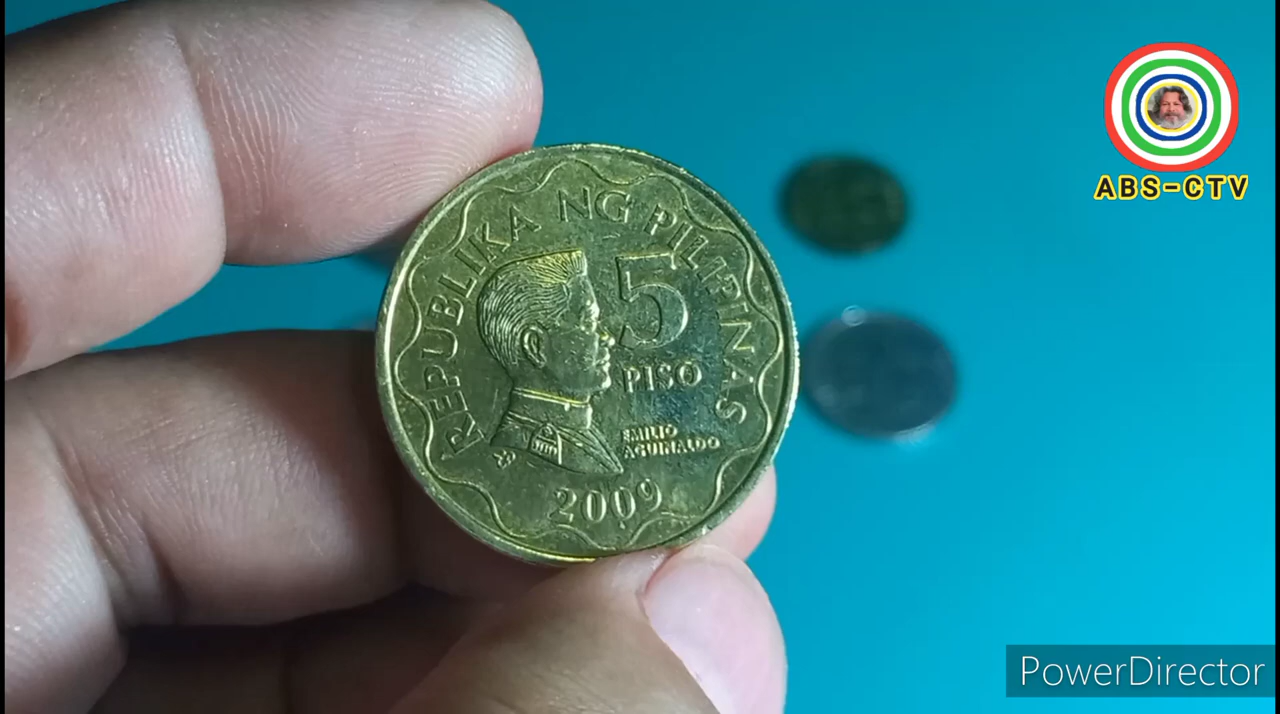 REPUBLIKA NG PILIPINAS
5
PISO
EMILIO
AGUINALDO
2009
ABS-CTV
PowerDirector